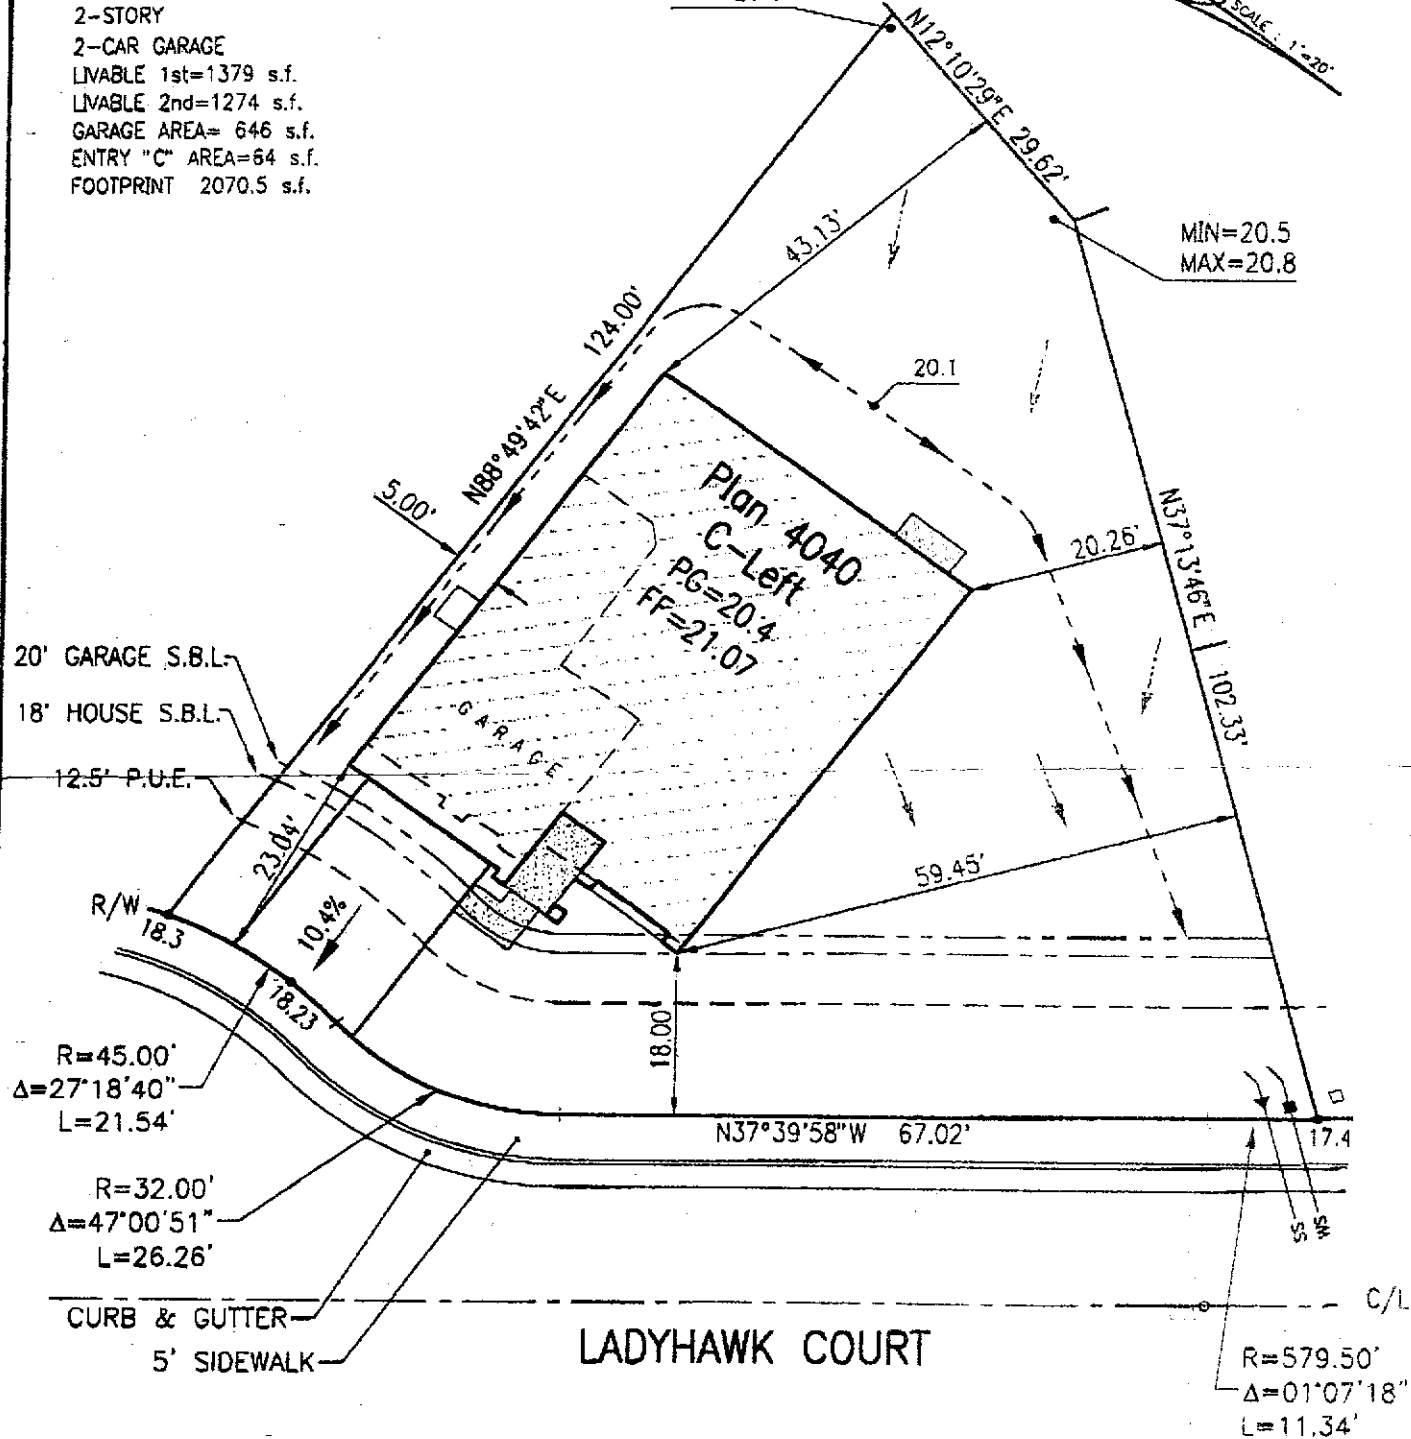 2-STORY
2-CAR GARAGE
LIVABLE 1st=1379 s.f.
LIVABLE 2nd=1274 s.f.
GARAGE AREA= 646 s.f.
ENTRY "C" AREA=64 s.f.
FOOTPRINT 2070.5 s.f.
SCALE : 1"=20'
N12°10'29"E 29.62'
MIN=20.5
MAX=20.8
43.13'
124.00'
N88°49'42"E
20.1
5.00'
Plan 4040
C-Left
PG=20.4
FF=21.07
N37°13'46"E 102.33'
20.26'
20' GARAGE S.B.L.
18' HOUSE S.B.L.
12.5' P.U.E.
GARAGE
23.04'
59.45'
R/W
18.3
10.4%
18.23
18.00'
R=45.00'
Δ=27°18'40"
L=21.54'
N37°39'58"W 67.02'
17.4
R=32.00'
Δ=47°00'51"
L=26.26'
SS
WS
CURB & GUTTER
5' SIDEWALK
LADYHAWK COURT
C/L
R=579.50'
Δ=01°07'18"
L=11.34'